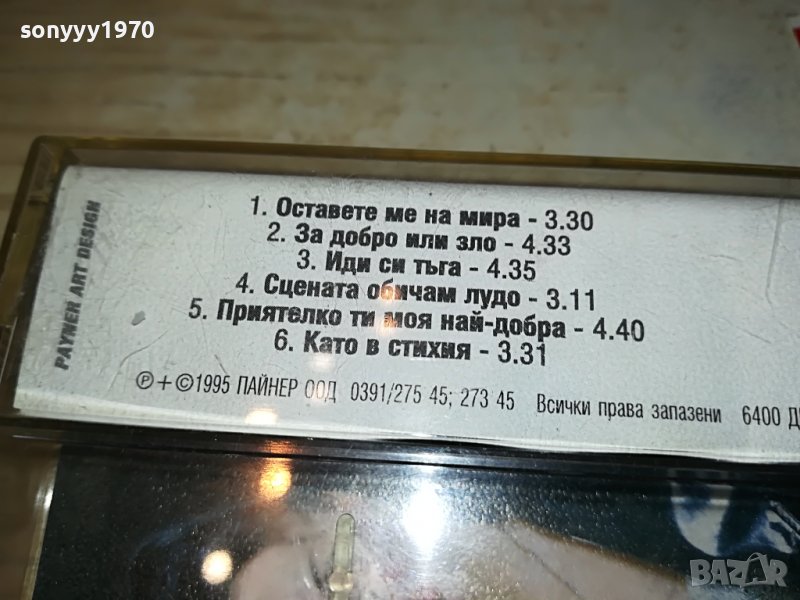 sonyyy1970
PAYNER ART DESIGN
1. Оставете ме на мира - 3.30
2. За добро или зло - 4.33
3. Иди си тъга - 4.35
4. Сцената обичам лудо - 3.11
5. Приятелко ти моя най-добра - 4.40
6. Като в стихия - 3.31
℗+©1995 ПАЙНЕР ООД 0391/275 45; 273 45 Всички права запазени 6400 Д
BAZAR